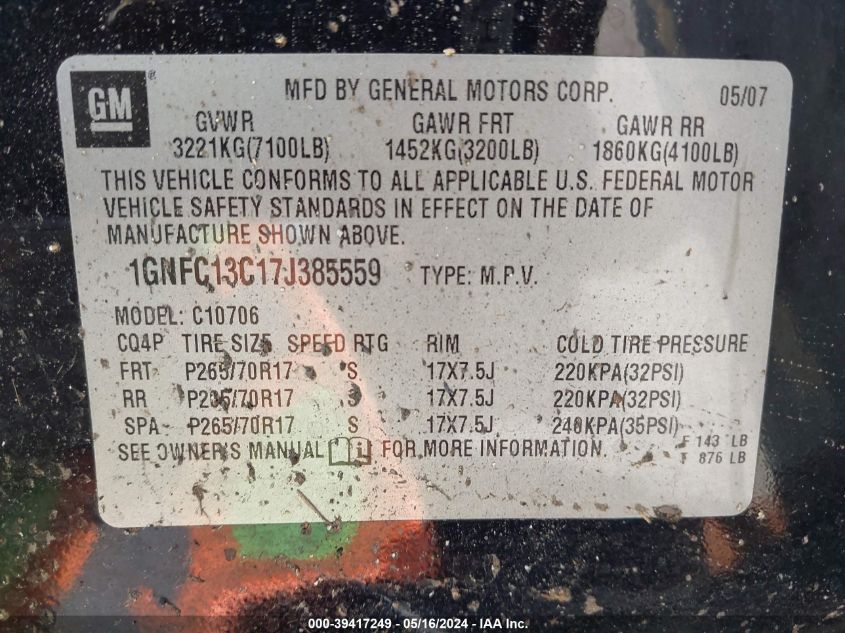 GM ®
MFD BY GENERAL MOTORS CORP. 05/07
GVWR GAWR FRT GAWR RR
3221KG(7100LB) 1452KG(3200LB) 1860KG(4100LB)
THIS VEHICLE CONFORMS TO ALL APPLICABLE U.S. FEDERAL MOTOR
VEHICLE SAFETY STANDARDS IN EFFECT ON THE DATE OF
MANUFACTURE SHOWN ABOVE.
1GNFC13C17J385559 TYPE: M.P.V.
MODEL: C10706
CQ4P TIRE SIZE SPEED RTG RIM COLD TIRE PRESSURE
FRT P265/70R17 S 17X7.5J 220KPA(32PSI)
RR P265/70R17 S 17X7.5J 220KPA(32PSI)
SPA P265/70R17 S 17X7.5J 240KPA(35PSI)
SEE OWNER'S MANUAL FOR MORE INFORMATION.
F 143 LB
T 876 LB
000-39417249 - 05/16/2024 - IAA Inc.